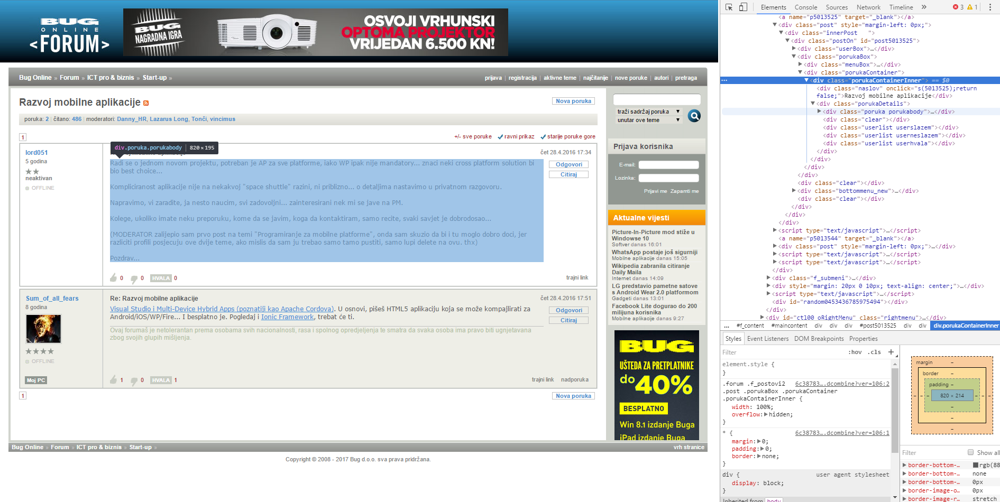 BUG
ONLINE
<FORUM>
BUG
NAGRADNA IGRA
OSVOJI VRHUNSKI
OPTOMA PROJEKTOR
VRIJEDAN 6.500 KN!
Bug Online » Forum » ICT pro & biznis » Start-up »
prijava | registracija | aktivne teme | najčitanije | nove poruke | autori | pretraga
Razvoj mobilne aplikacije
Nova poruka
poruka: 2 | čitano: 486 | moderatori: Danny_HR, Lazarus Long, Tonči, vincimus
1
+/- sve poruke ravni prikaz starije poruke gore
div.poruka.porukabody | 820×195
lord051
5 godina
neaktivan
OFFLINE
čet 28.4.2016 17:34
Odgovori
Citiraj
Radi se o jednom novom projektu, potreban je AP za sve platforme, iako WP ipak nije mandatory... znaci neki cross platform solution bi
bio best choice...
Kompliciranost aplikacije nije na nekakvoj "space shuttle" razini, ni priblizno... o detaljima nastavimo u privatnom razgovoru.
Napravimo, vi zaradite, ja nesto naucim, svi zadovoljni... zainteresirani nek mi se jave na PM.
Kolege, ukoliko imate neku preporuku, kome da se javim, koga da kontaktiram, samo recite, svaki savjet je dobrodosao...
(MODERATOR zalijepio sam prvo post na temi "Programiranje za mobilne platforme", onda sam skuzio da bi i tu moglo dobro doci, jer
razliciti profili posjecuju ove dvije teme, ako mislis da sam ju trebao samo tamo pustiti, samo lupi delete na ovu. thx)
Pozdrav...
0 0 HVALA 0
trajni link
Sum_of_all_fears
8 godina
OFFLINE
Moj PC
Re: Razvoj mobilne aplikacije
čet 28.4.2016 17:51
Odgovori
Citiraj
Visual Studio i Multi-Device Hybrid Apps (poznatiji kao Apache Cordova). U osnovi, pišeš HTML5 aplikaciju koja se može kompajlirati za
Android/iOS/WP/Fire... I besplatno je. Pogledaj i Ionic Framework, trebat će ti.
Ovaj forumaš je netolerantan prema osobama svih nacionalnosti, rasa i spolnog opredjeljenja te smatra da svaka osoba ima pravo biti ugnjetavana
zbog svojih glupih mišljenja.
1 0 HVALA 1
trajni link nadporuka
1
Nova poruka
traži sadržaj poruka ▼
unutar ove teme ▼
Prijava korisnika
E-mail:
Lozinka:
Prijavi me Zapamti me
Aktualne vijesti
Picture-In-Picture mod stiže u
Windowse 10
Softver danas 16:01
WhatsApp postaje još sigurniji
Mobilne aplikacije danas 15:05
Wikipedia zabranila citiranje
Daily Maila
Internet danas 14:09
LG predstavio pametne satove
s Android Wear 2.0 platformom
Gadgeti danas 13:01
Facebook Lite dogurao do 200
milijuna korisnika
Mobilne aplikacije danas 9:27
BUG
UŠTEDA ZA PRETPLATNIKE
do 40%
BESPLATNO
Win 8.1 izdanje Buga
iPad izdanje Buga
Bug Online » Forum » ICT pro & biznis » Start-up »
vrh stranice
Copyright © 2008 - 2017 Bug d.o.o. sva prava pridržana.
Elements Console Sources Network Timeline » 3 1
<a name="p5013525" target="_blank"></a>
▼<div class="post" style="margin-left: 0px;">
▼<div class="innerPost   ">
▼<div class="postOn" id="post5013525">
▶<div class="userBox">…</div>
▼<div class="porukaBox">
▶<div class="menuBox">…</div>
▼<div class="porukaContainer">
… ▼<div class="porukaContainerInner"> == $0
<div class="naslov" onclick="s(5013525);return
false;">Razvoj mobilne aplikacije</div>
▼<div class="porukaDetails">
▶<div class="poruka porukabody">…</div>
<div class="clear"></div>
<div class="userlist userslazem"></div>
<div class="userlist userneslazem"></div>
<div class="userlist userhvala"></div>
</div>
</div>
</div>
</div>
<div class="clear"></div>
▶<div class="bottommenu_new">…</div>
<div class="clear"></div>
</div>
</div>
</div>
▶<script type="text/javascript">…</script>
<a name="p5013544" target="_blank"></a>
▶<div class="post" style="margin-left: 0px;">…</div>
▶<script type="text/javascript">…</script>
▶<script type="text/javascript">…</script>
</div>
▶<div class="f_submeni">…</div>
▶<div style="margin: 20px 0 10px; text-align: center;">…</div>
▶<script type="text/javascript">…</script>
<div id="random0453436785975494"></div>
</div>
▶<div id="ctl00_oRightMenu" class="rightmenu">…</div>
... #f_content #maincontent div div div #post5013525 div div div.porukaContainerInner
Styles Event Listeners DOM Breakpoints Properties
Filter :hov .cls +
element.style {
}
.forum .f_postovi2 6c38783….dcombine?ver=106:2
.post .porukaBox .porukaContainer
.porukaContainerInner {
width: 100%;
overflow:▶hidden;
}
* { 6c38783….dcombine?ver=106:1
margin:▶0;
padding:▶0;
border:▶none;
}
div { user agent stylesheet
display: block;
}
Inherited from body
margin –
border –
padding –
820 × 214
Filter Show all
▶border-bottom-… rgb(88
▶border-bottom-… none
▶border-bottom-… 0px
▶border-image-o… 0px
▶border-image-r… stretch